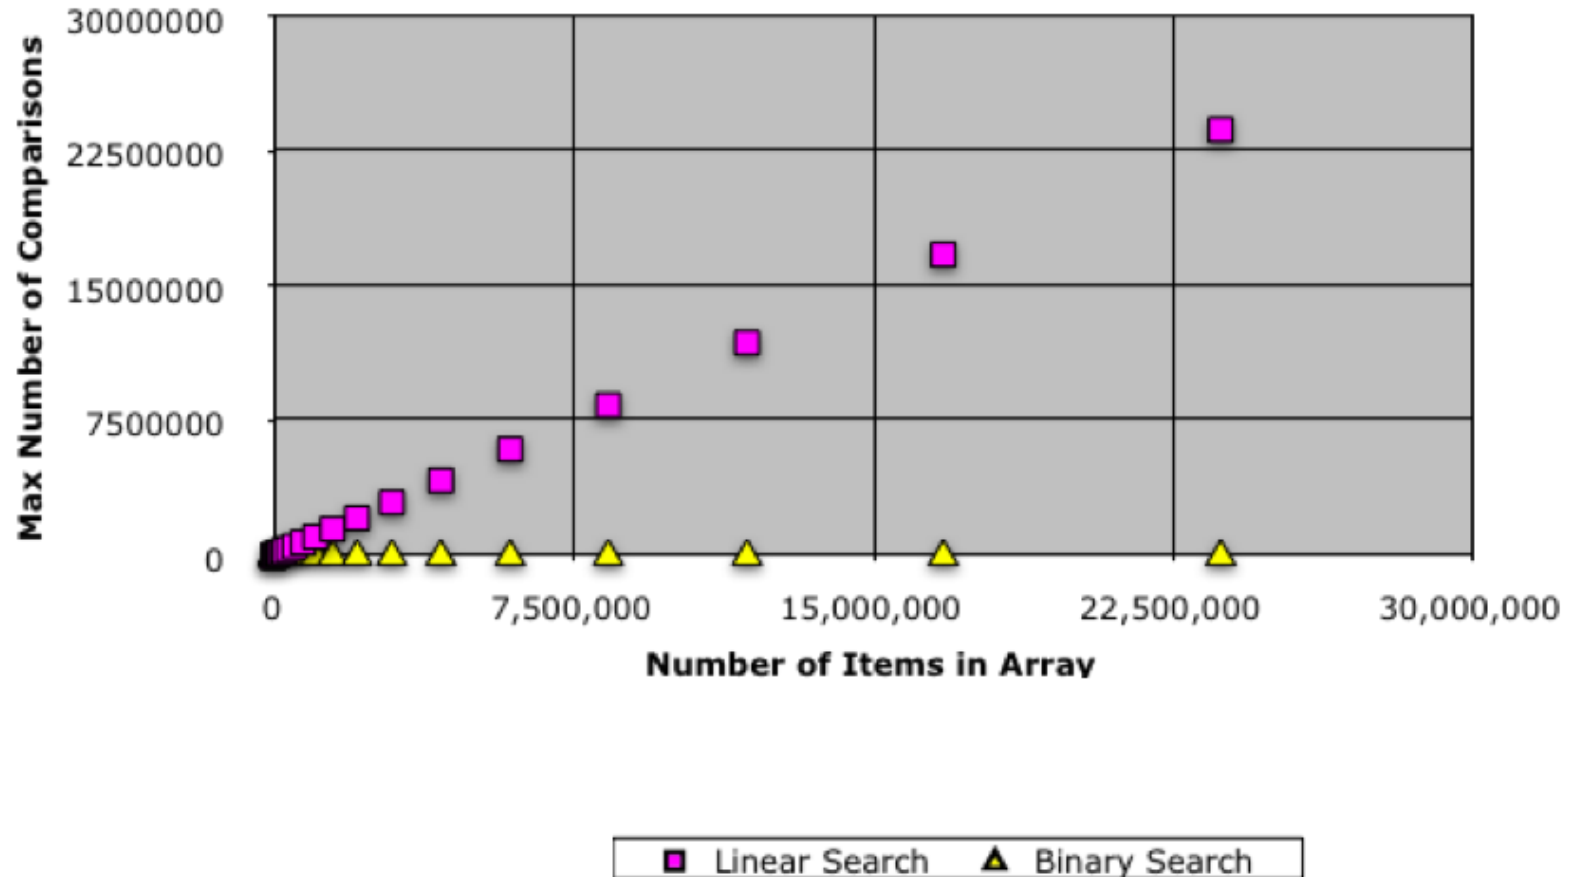 Max Number of Comparisons
30000000
22500000
15000000
7500000
0
0 7,500,000 15,000,000 22,500,000 30,000,000
Number of Items in Array
Linear Search Binary Search